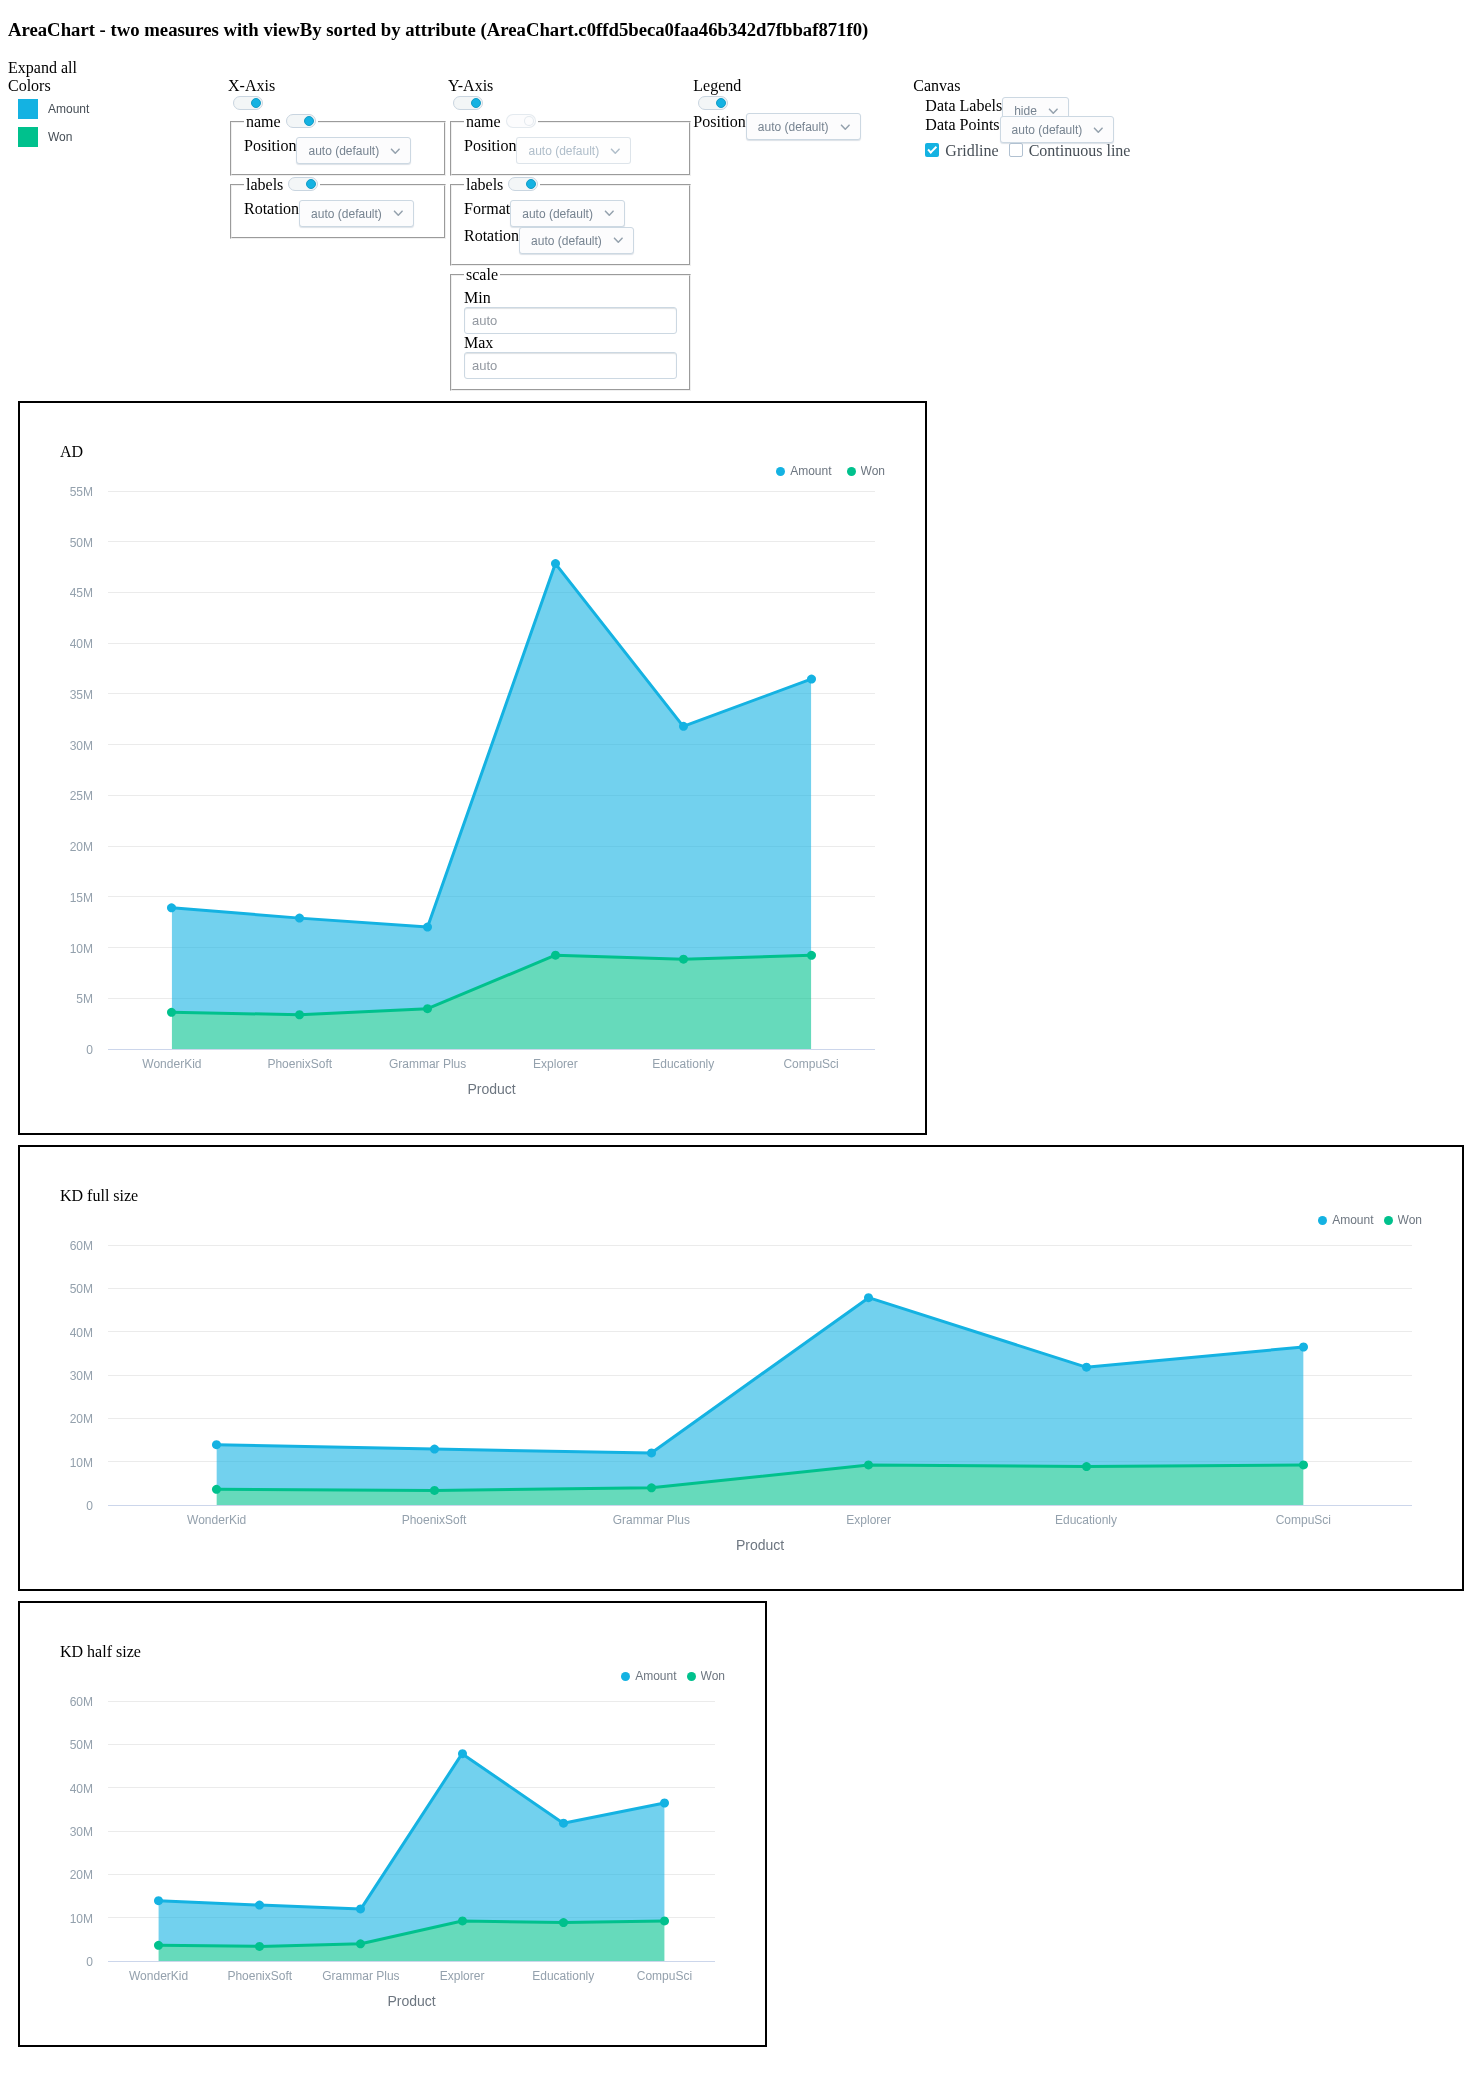 AreaChart - two measures with viewBy sorted by attribute (AreaChart.c0ffd5beca0faa46b342d7fbbaf871f0)
Expand all
Colors
Amount
Won
X-Axis
name
Position auto (default)
labels
Rotation auto (default)
Y-Axis
name
Position auto (default)
labels
Format auto (default)
Rotation auto (default)
scale
Min
auto
Max
auto
Legend
Position auto (default)
Canvas
Data Labels hide
Data Points auto (default)
Gridline Continuous line
AD
Amount Won
55M
50M
45M
40M
35M
30M
25M
20M
15M
10M
5M
0
WonderKid PhoenixSoft Grammar Plus Explorer Educationly CompuSci
Product
KD full size
Amount Won
60M
50M
40M
30M
20M
10M
0
WonderKid PhoenixSoft Grammar Plus Explorer Educationly CompuSci
Product
KD half size
Amount Won
60M
50M
40M
30M
20M
10M
0
WonderKid PhoenixSoft Grammar Plus Explorer Educationly CompuSci
Product